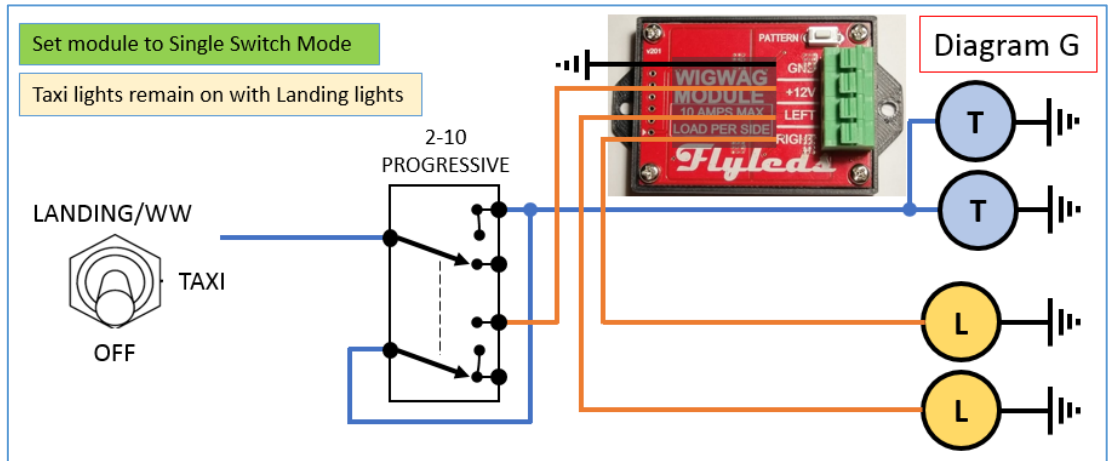 Set module to Single Switch Mode
Taxi lights remain on with Landing lights
Diagram G
v201
PATTERN
GND
+12V
LEFT
RIGHT
WIGWAG
MODULE
10 AMPS MAX
LOAD PER SIDE
Flyleds
2-10
PROGRESSIVE
LANDING/WW
TAXI
OFF
T
T
L
L